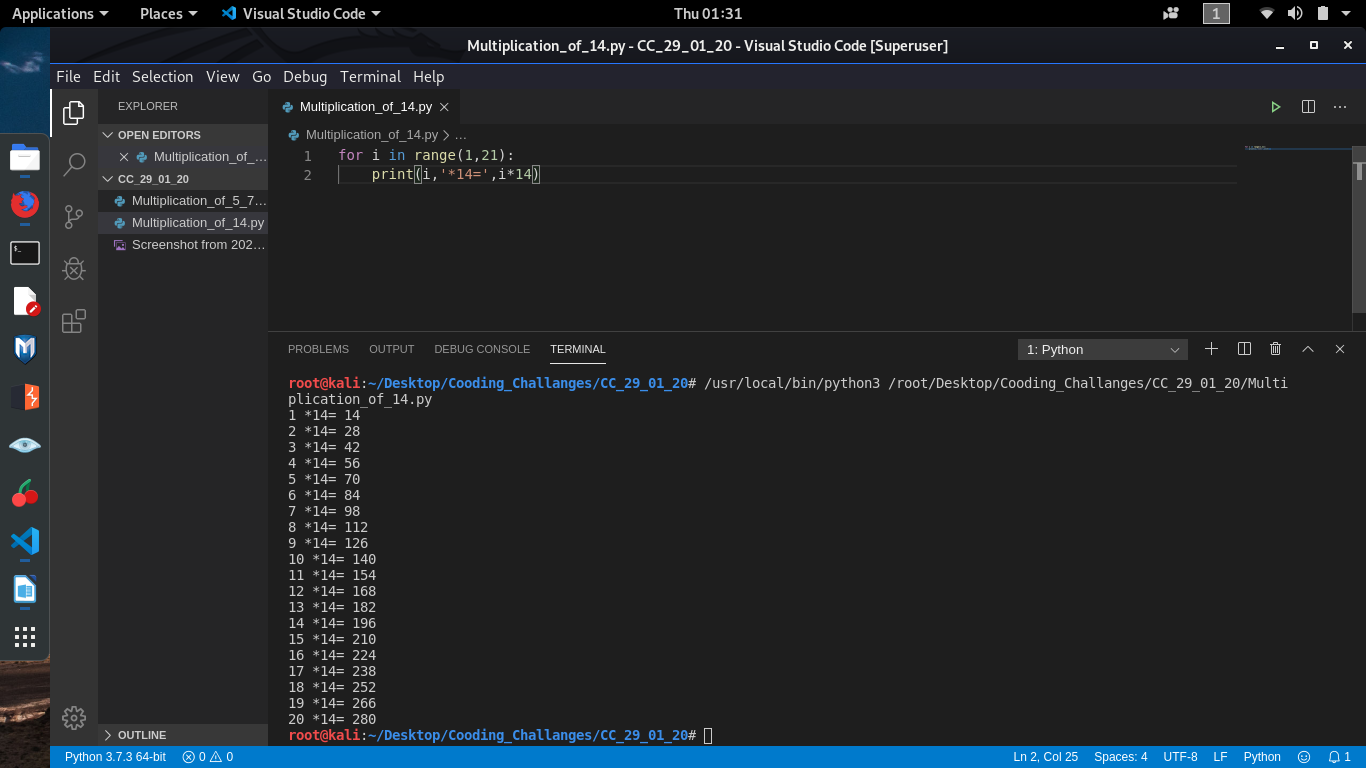 Applications Places Visual Studio Code Thu 01:31 1
Multiplication_of_14.py - CC_29_01_20 - Visual Studio Code [Superuser]
File Edit Selection View Go Debug Terminal Help
EXPLORER
OPEN EDITORS
Multiplication_of_...
CC_29_01_20
Multiplication_of_5_7...
Multiplication_of_14.py
Screenshot from 202...
OUTLINE
Multiplication_of_14.py
Multiplication_of_14.py > ...
1 for i in range(1,21):
2 print(i,'*14=',i*14)
PROBLEMS OUTPUT DEBUG CONSOLE TERMINAL 1: Python
root@kali:~/Desktop/Cooding_Challanges/CC_29_01_20# /usr/local/bin/python3 /root/Desktop/Cooding_Challanges/CC_29_01_20/Multi
plication_of_14.py
1 *14= 14
2 *14= 28
3 *14= 42
4 *14= 56
5 *14= 70
6 *14= 84
7 *14= 98
8 *14= 112
9 *14= 126
10 *14= 140
11 *14= 154
12 *14= 168
13 *14= 182
14 *14= 196
15 *14= 210
16 *14= 224
17 *14= 238
18 *14= 252
19 *14= 266
20 *14= 280
root@kali:~/Desktop/Cooding_Challanges/CC_29_01_20#
Python 3.7.3 64-bit 0 0 Ln 2, Col 25 Spaces: 4 UTF-8 LF Python 1